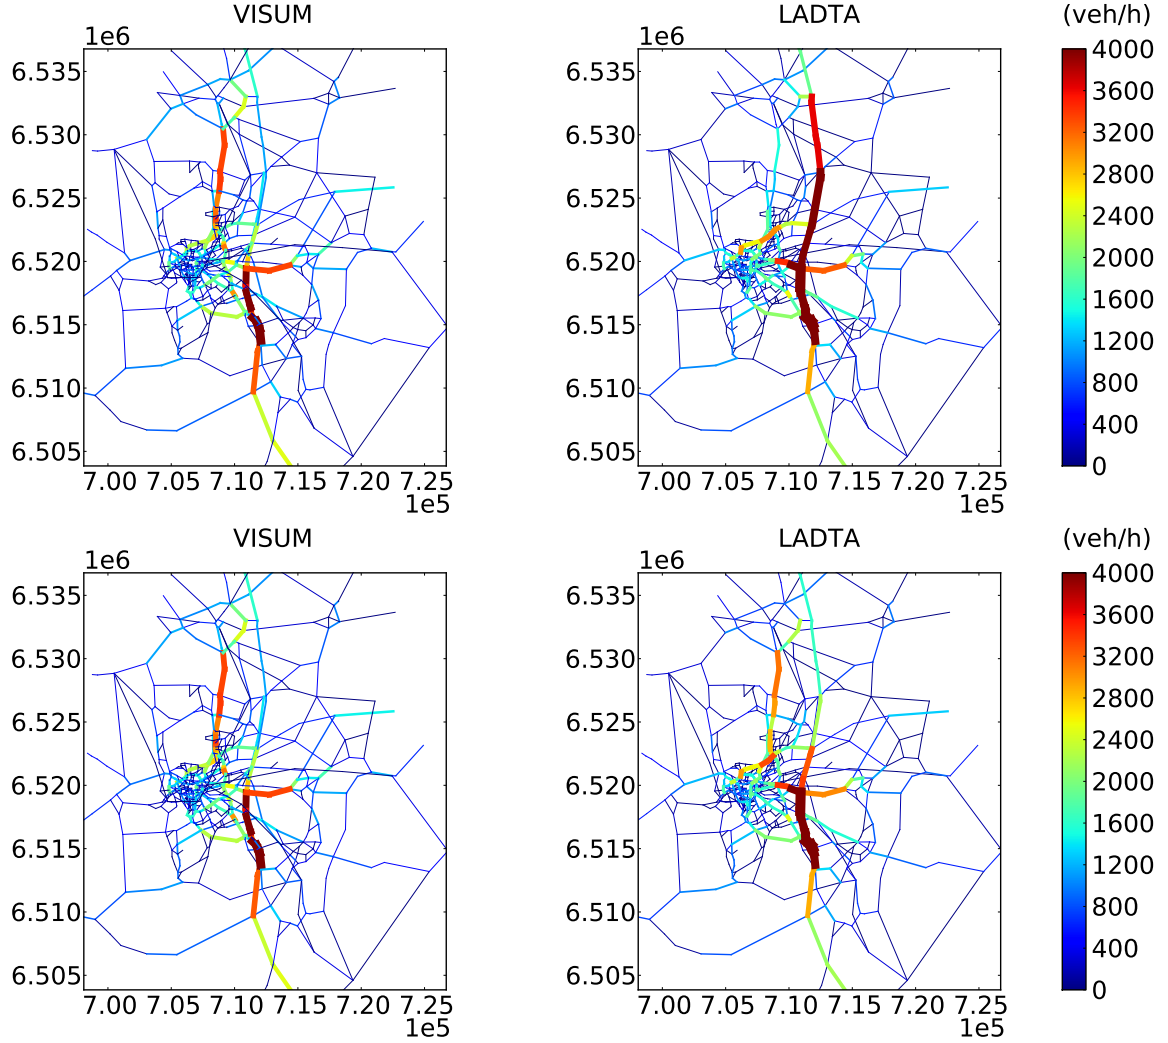 VISUM LADTA (veh/h)
1e6 1e6
6.535 6.535 4000
6.530 6.530 3600
6.525 6.525 3200
6.520 6.520 2800
6.515 6.515 2400
6.510 6.510 2000
6.505 6.505 1600
1200
800
400
0
7.00 7.05 7.10 7.15 7.20 7.25 7.00 7.05 7.10 7.15 7.20 7.25
1e5 1e5
VISUM LADTA (veh/h)
1e6 1e6
6.535 6.535 4000
6.530 6.530 3600
6.525 6.525 3200
6.520 6.520 2800
6.515 6.515 2400
6.510 6.510 2000
6.505 6.505 1600
1200
800
400
0
7.00 7.05 7.10 7.15 7.20 7.25 7.00 7.05 7.10 7.15 7.20 7.25
1e5 1e5